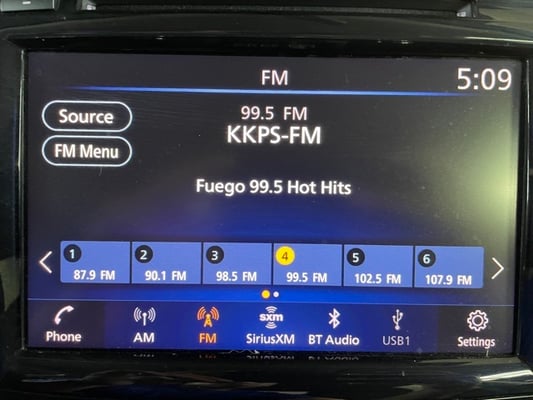 FM
5:09
Source
99.5 FM
KKPS-FM
FM Menu
Fuego 99.5 Hot Hits
1 2 3 4 5 6
87.9 FM 90.1 FM 98.5 FM 99.5 FM 102.5 FM 107.9 FM
sxm
Phone AM FM SiriusXM BT Audio USB1 Settings